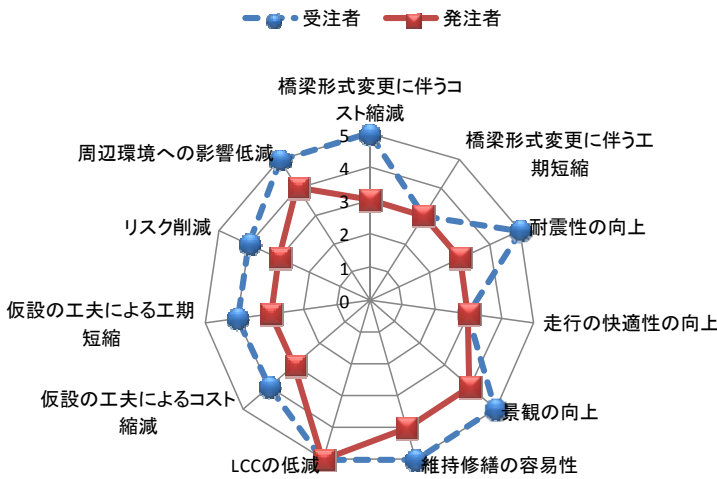 受注者 発注者
橋梁形式変更に伴うコ
スト縮減
橋梁形式変更に伴う工
期短縮
耐震性の向上
走行の快適性の向上
景観の向上
維持修繕の容易性
LCCの低減
仮設の工夫によるコスト
縮減
仮設の工夫による工期
短縮
リスク削減
周辺環境への影響低減
5
4
3
2
1
0